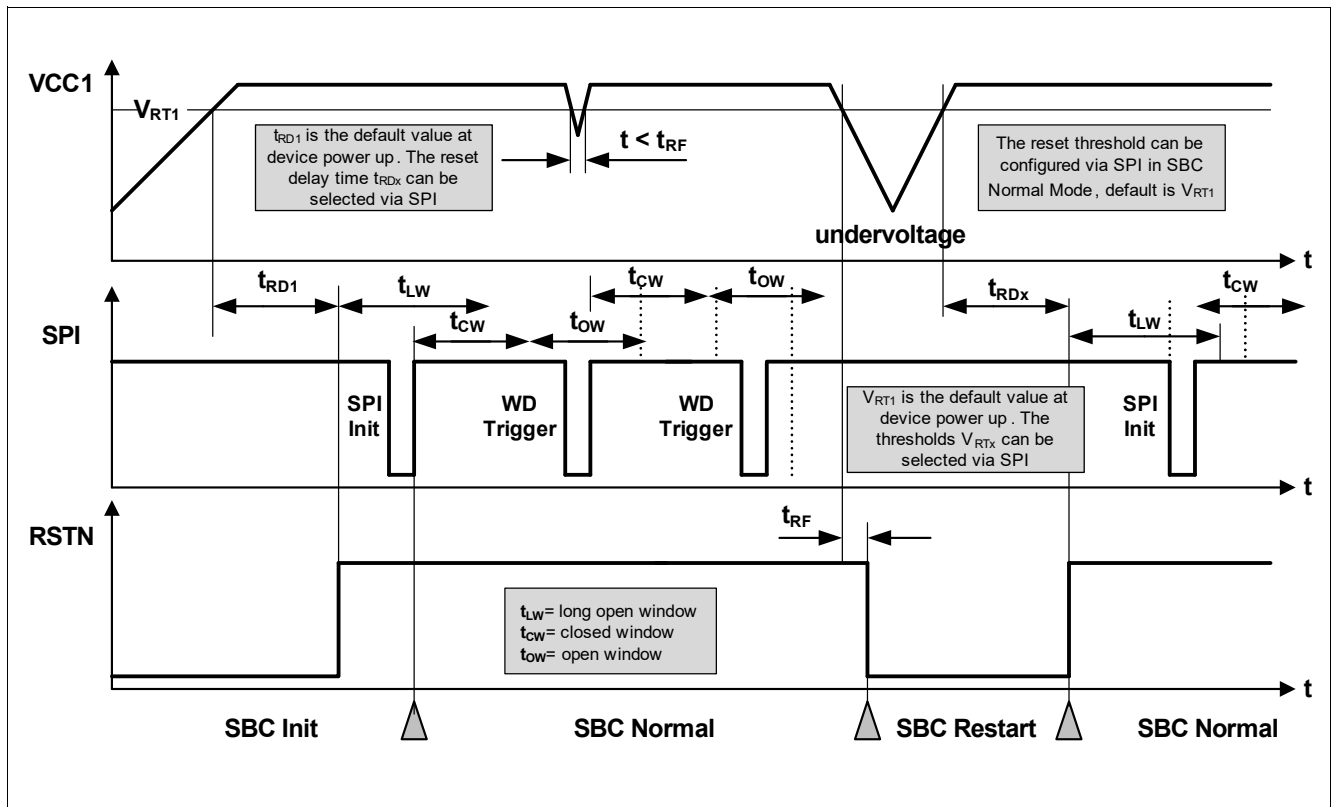 VCC1
VRT1
tRD1 is the default value at
device power up . The reset
delay time tRDx can be
selected via SPI
t < tRF
The reset threshold can be
configured via SPI in SBC
Normal Mode , default is VRT1
undervoltage
t
tRD1
tLW
tCW
tOW
tRDx
tCW
SPI
tCW
tOW
tLW
SPI
Init
WD
Trigger
WD
Trigger
VRT1 is the default value at
device power up . The
thresholds VRTx can be
selected via SPI
SPI
Init
t
RSTN
tRF
tLW= long open window
tCW= closed window
tOW= open window
t
SBC Init
SBC Normal
SBC Restart
SBC Normal